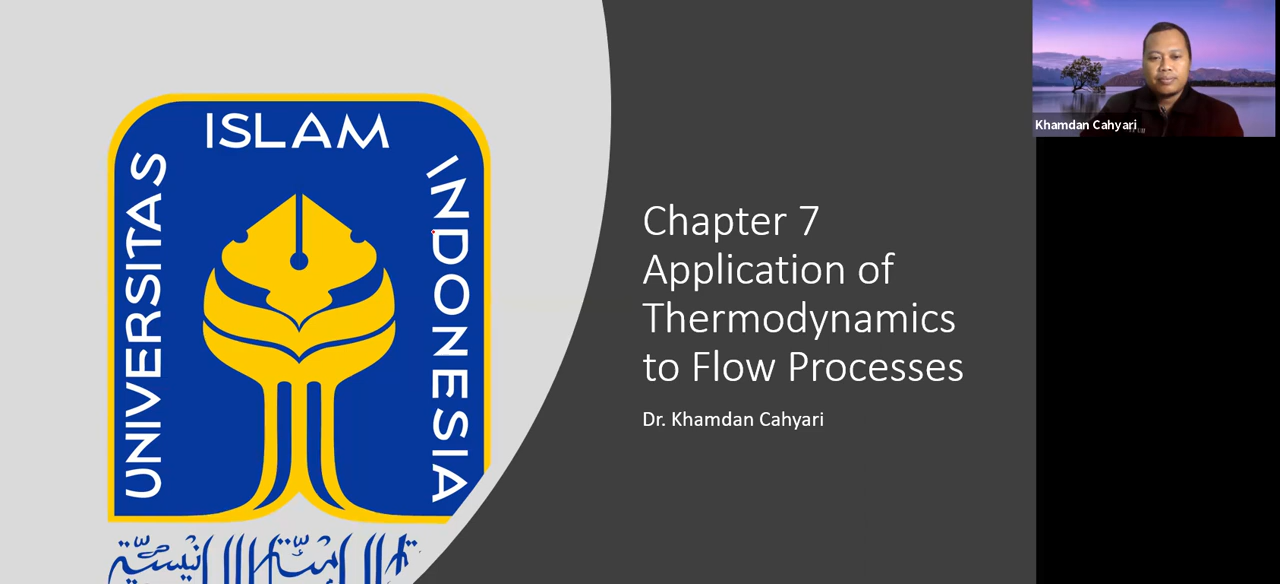 ISLAM
UNIVERSITAS
INDONESIA
Chapter 7
Application of
Thermodynamics
to Flow Processes
Dr. Khamdan Cahyari
Khamdan Cahyari